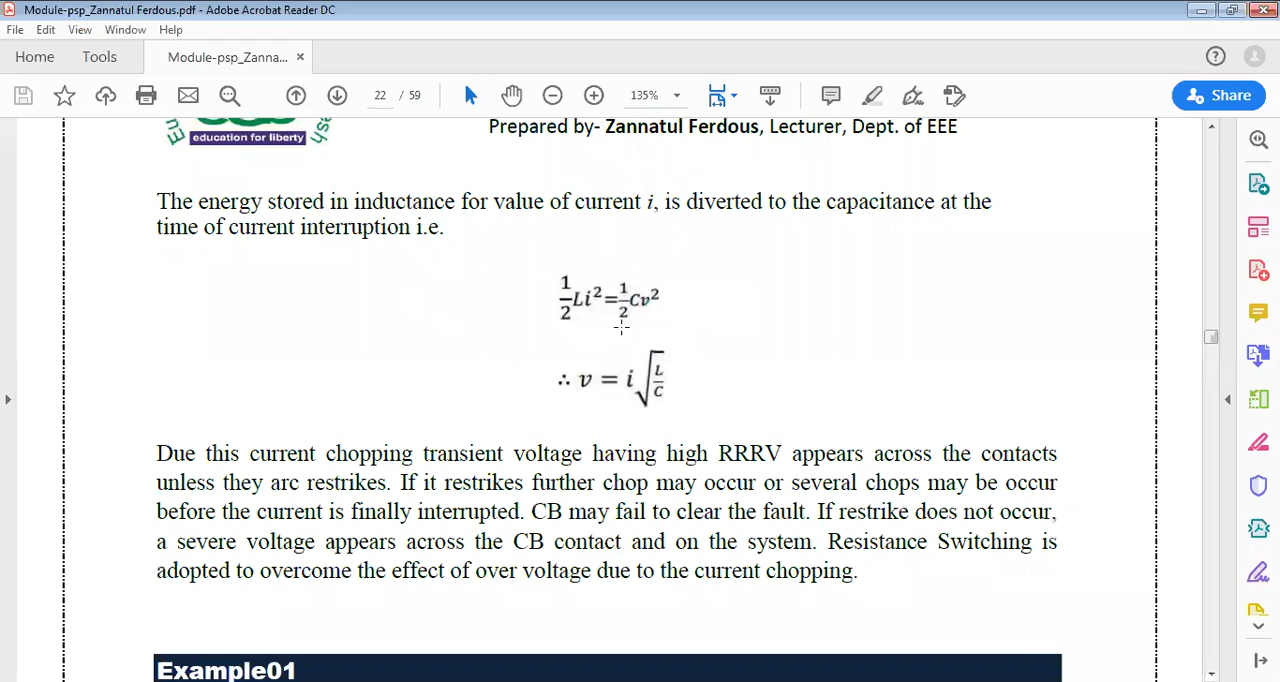 Module-psp_Zannatul Ferdous.pdf - Adobe Acrobat Reader DC
File Edit View Window Help
Home Tools Module-psp_Zanna... ×
22 / 59 135% Share
education for liberty
Prepared by- Zannatul Ferdous, Lecturer, Dept. of EEE
The energy stored in inductance for value of current i, is diverted to the capacitance at the
time of current interruption i.e.
½Li²=½Cv²
∴ v = i√(L/C)
Due this current chopping transient voltage having high RRRV appears across the contacts
unless they arc restrikes. If it restrikes further chop may occur or several chops may be occur
before the current is finally interrupted. CB may fail to clear the fault. If restrike does not occur,
a severe voltage appears across the CB contact and on the system. Resistance Switching is
adopted to overcome the effect of over voltage due to the current chopping.
Example01